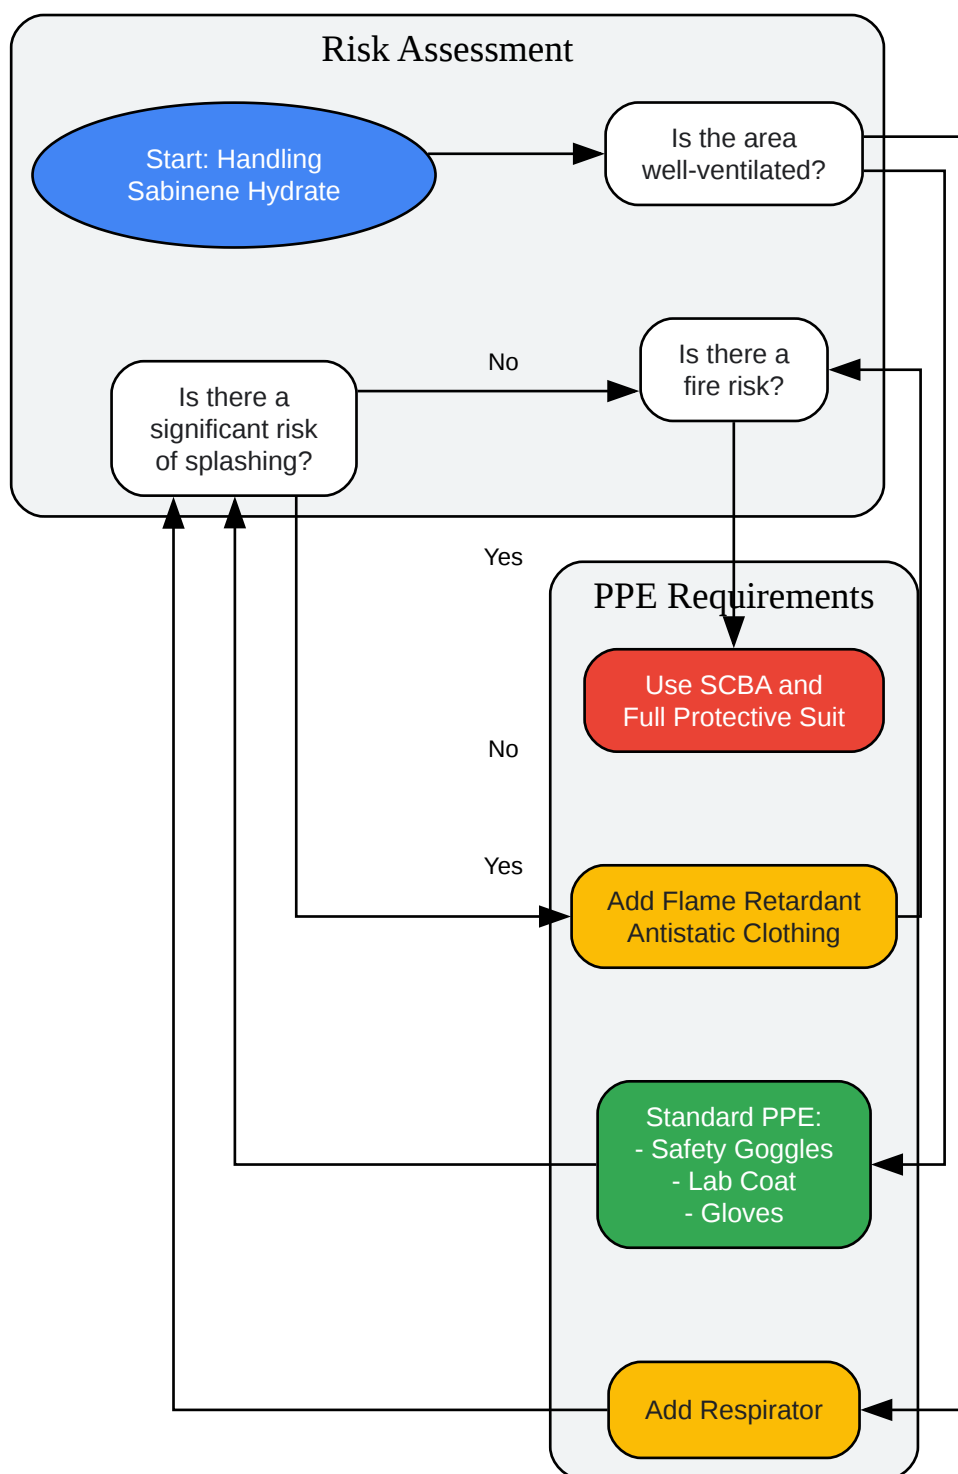 Risk Assessment
Start: Handling
Sabinene Hydrate
Is the area
well-ventilated?
Is there a
significant risk
of splashing?
No
Is there a
fire risk?
Yes
PPE Requirements
Use SCBA and
Full Protective Suit
No
Yes
Add Flame Retardant
Antistatic Clothing
Standard PPE:
- Safety Goggles
- Lab Coat
- Gloves
Add Respirator